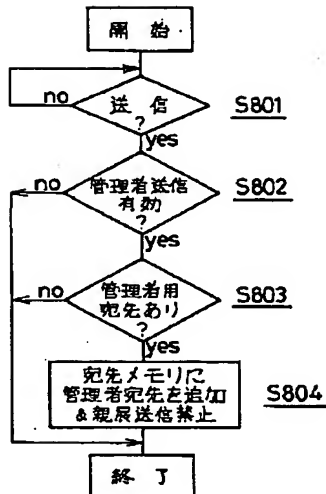 開始
no
送信
?
S801
yes
no
管理者送信
有効
?
S802
yes
no
管理者用
宛先あり
?
S803
yes
宛先メモリに
管理者宛先を追加
&親展送信禁止
S804
終了